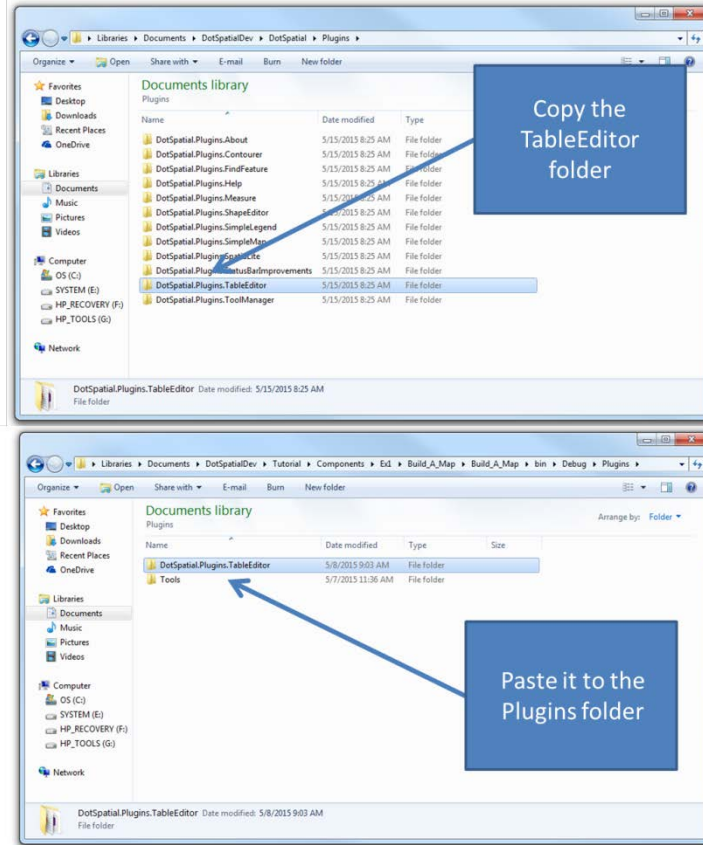 Libraries ▸ Documents ▸ DotSpatialDev ▸ DotSpatial ▸ Plugins ▸
Organize ▾ Open Share with ▾ E-mail Burn New folder
Favorites
Desktop
Downloads
Recent Places
OneDrive
Libraries
Documents
Music
Pictures
Videos
Computer
OS (C:)
SYSTEM (E:)
HP_RECOVERY (F:)
HP_TOOLS (G:)
Network
Documents library
Plugins
Name Date modified Type
DotSpatial.Plugins.About 5/15/2015 8:25 AM File folder
DotSpatial.Plugins.Contourer 5/15/2015 8:25 AM File folder
DotSpatial.Plugins.FindFeature 5/15/2015 8:25 AM File folder
DotSpatial.Plugins.Help 5/15/2015 8:25 AM File folder
DotSpatial.Plugins.Measure 5/15/2015 8:25 AM File folder
DotSpatial.Plugins.ShapeEditor 5/15/2015 8:25 AM File folder
DotSpatial.Plugins.SimpleLegend 5/15/2015 8:25 AM File folder
DotSpatial.Plugins.SimpleMap 5/15/2015 8:25 AM File folder
5/15/2015 8:25 AM File folder
5/15/2015 8:25 AM File folder
DotSpatial.Plugins.TableEditor 5/15/2015 8:25 AM File folder
DotSpatial.Plugins.ToolManager 5/15/2015 8:25 AM File folder
Copy the
TableEditor
folder
DotSpatial.Plugins.TableEditor Date modified: 5/15/2015 8:25 AM
File folder
Libraries ▸ Documents ▸ DotSpatialDev ▸ Tutorial ▸ Components ▸ Ex1 ▸ Build_A_Map ▸ Build_A_Map ▸ bin ▸ Debug ▸ Plugins ▸
Organize ▾ Open Share with ▾ E-mail Burn New folder
Favorites
Desktop
Downloads
Recent Places
OneDrive
Libraries
Documents
Music
Pictures
Videos
Computer
OS (C:)
SYSTEM (E:)
HP_RECOVERY (F:)
HP_TOOLS (G:)
Network
Documents library
Plugins
Arrange by: Folder ▾
Name Date modified Type Size
DotSpatial.Plugins.TableEditor 5/8/2015 9:03 AM File folder
Tools 5/7/2015 11:36 AM File folder
Paste it to the
Plugins folder
DotSpatial.Plugins.TableEditor Date modified: 5/8/2015 9:03 AM
File folder